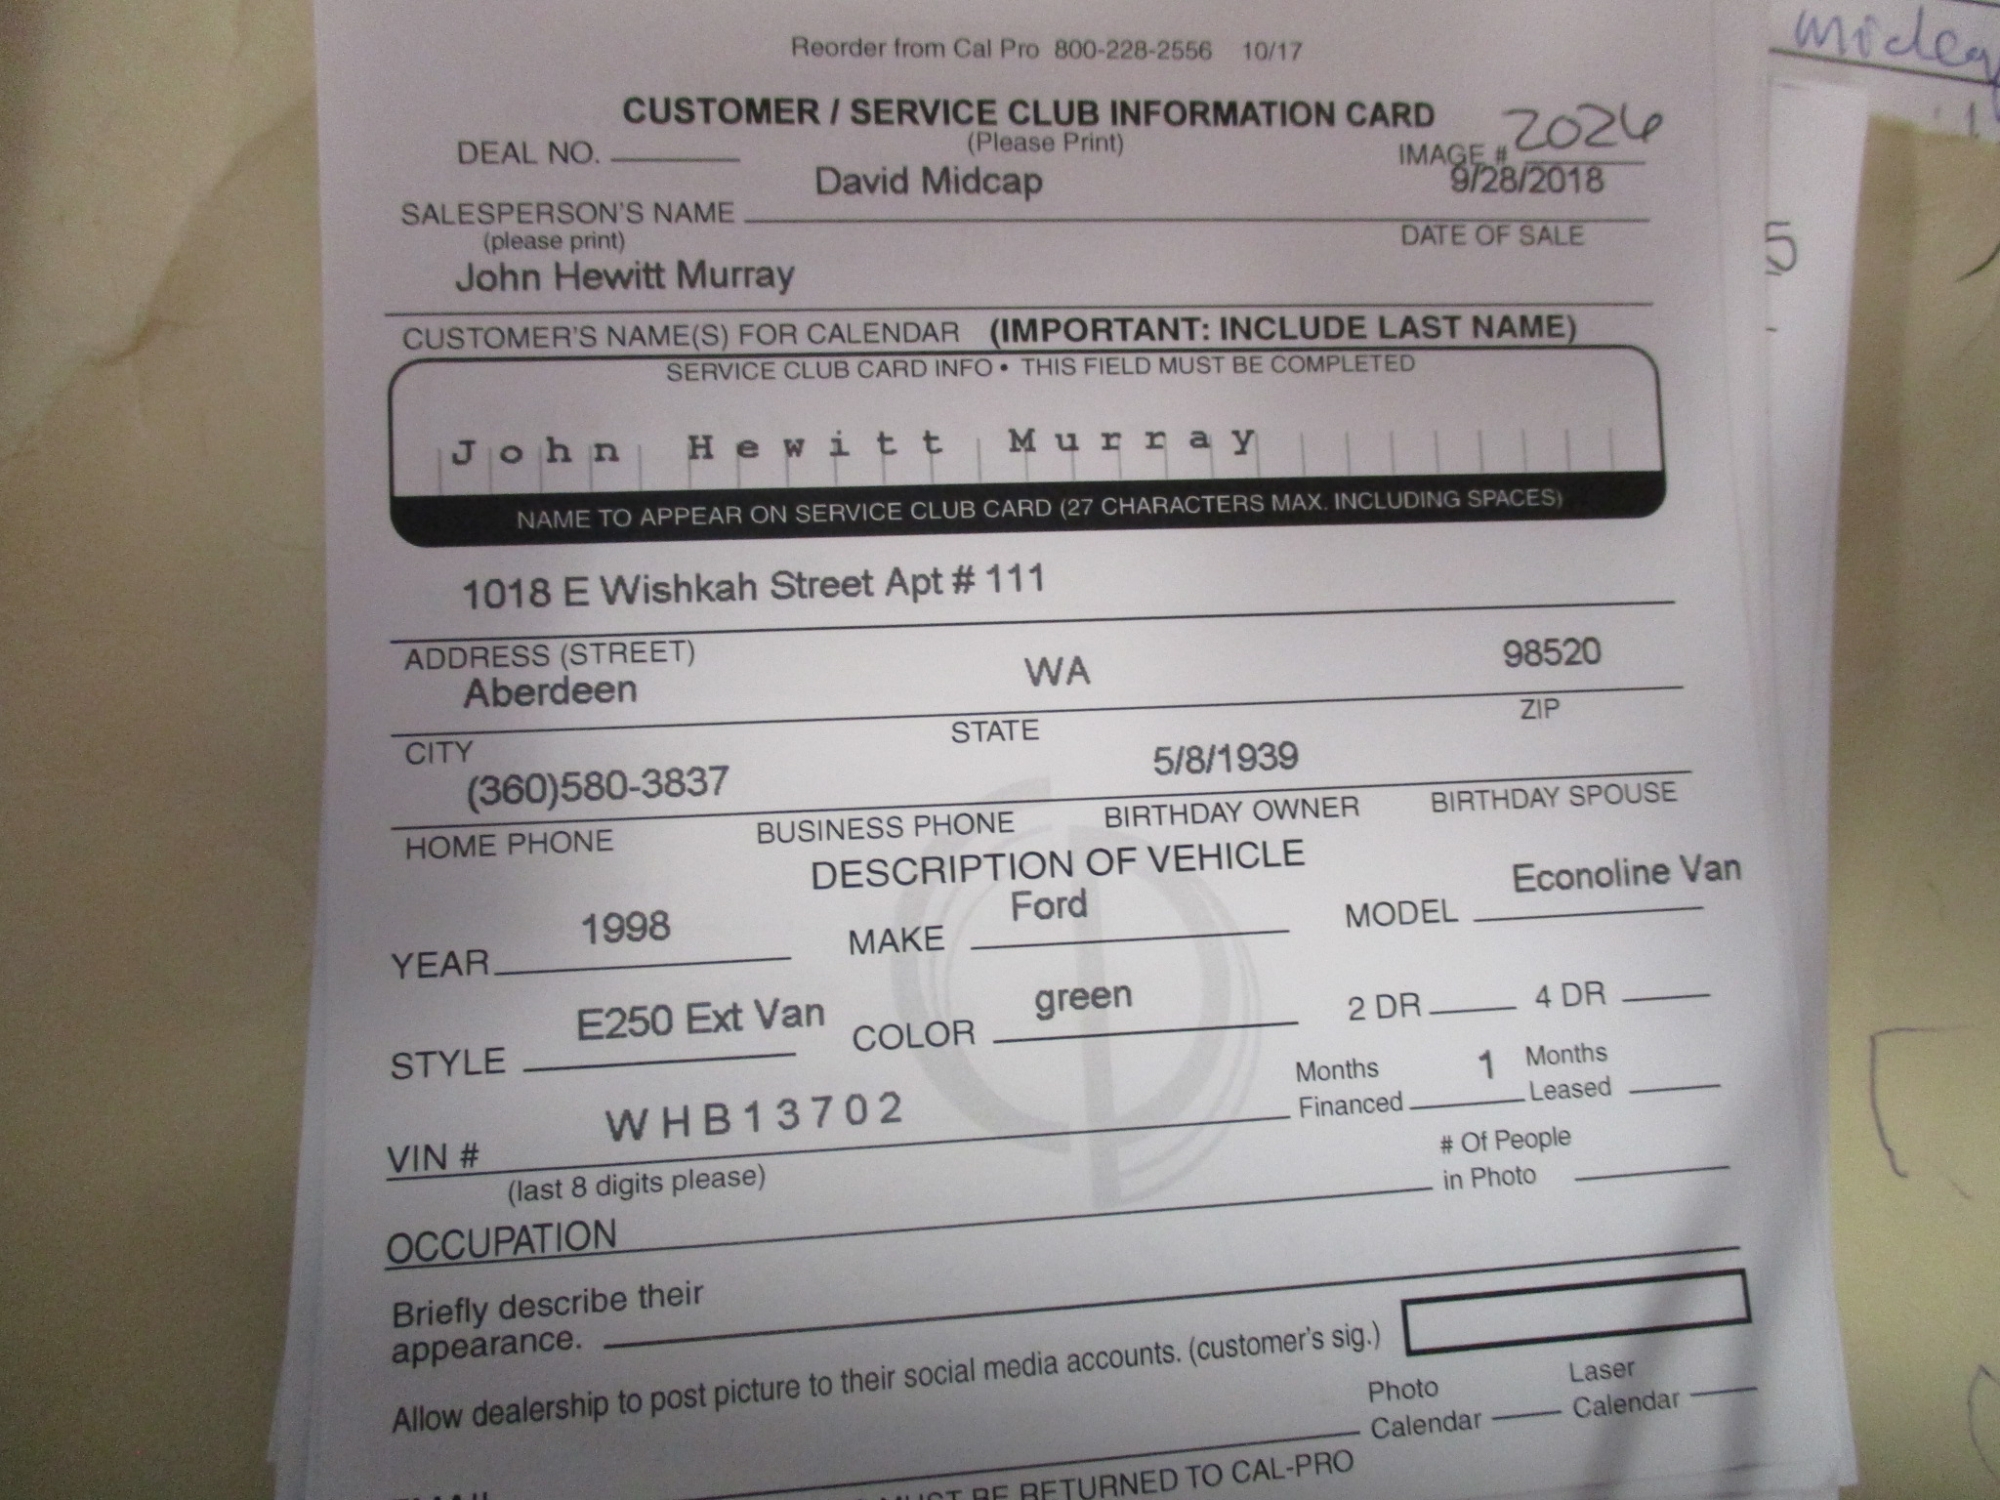 Reorder from Cal Pro 800-228-2556 10/17
CUSTOMER / SERVICE CLUB INFORMATION CARD
(Please Print)
DEAL NO.
IMAGE # 2026
David Midcap
9/28/2018
SALESPERSON'S NAME
(please print)
DATE OF SALE
John Hewitt Murray
CUSTOMER'S NAME(S) FOR CALENDAR (IMPORTANT: INCLUDE LAST NAME)
SERVICE CLUB CARD INFO • THIS FIELD MUST BE COMPLETED
John Hewitt Murray
NAME TO APPEAR ON SERVICE CLUB CARD (27 CHARACTERS MAX. INCLUDING SPACES)
1018 E Wishkah Street Apt # 111
ADDRESS (STREET)
Aberdeen WA 98520
CITY STATE ZIP
(360)580-3837 5/8/1939
HOME PHONE BUSINESS PHONE BIRTHDAY OWNER BIRTHDAY SPOUSE
DESCRIPTION OF VEHICLE
YEAR 1998 MAKE Ford MODEL Econoline Van
STYLE E250 Ext Van COLOR green 2 DR 4 DR
VIN # WHB13702 Months Financed 1 Months Leased
(last 8 digits please)
# Of People in Photo
OCCUPATION
Briefly describe their
appearance.
Allow dealership to post picture to their social media accounts. (customer's sig.)
Photo Calendar Laser Calendar
BE RETURNED TO CAL-PRO
5